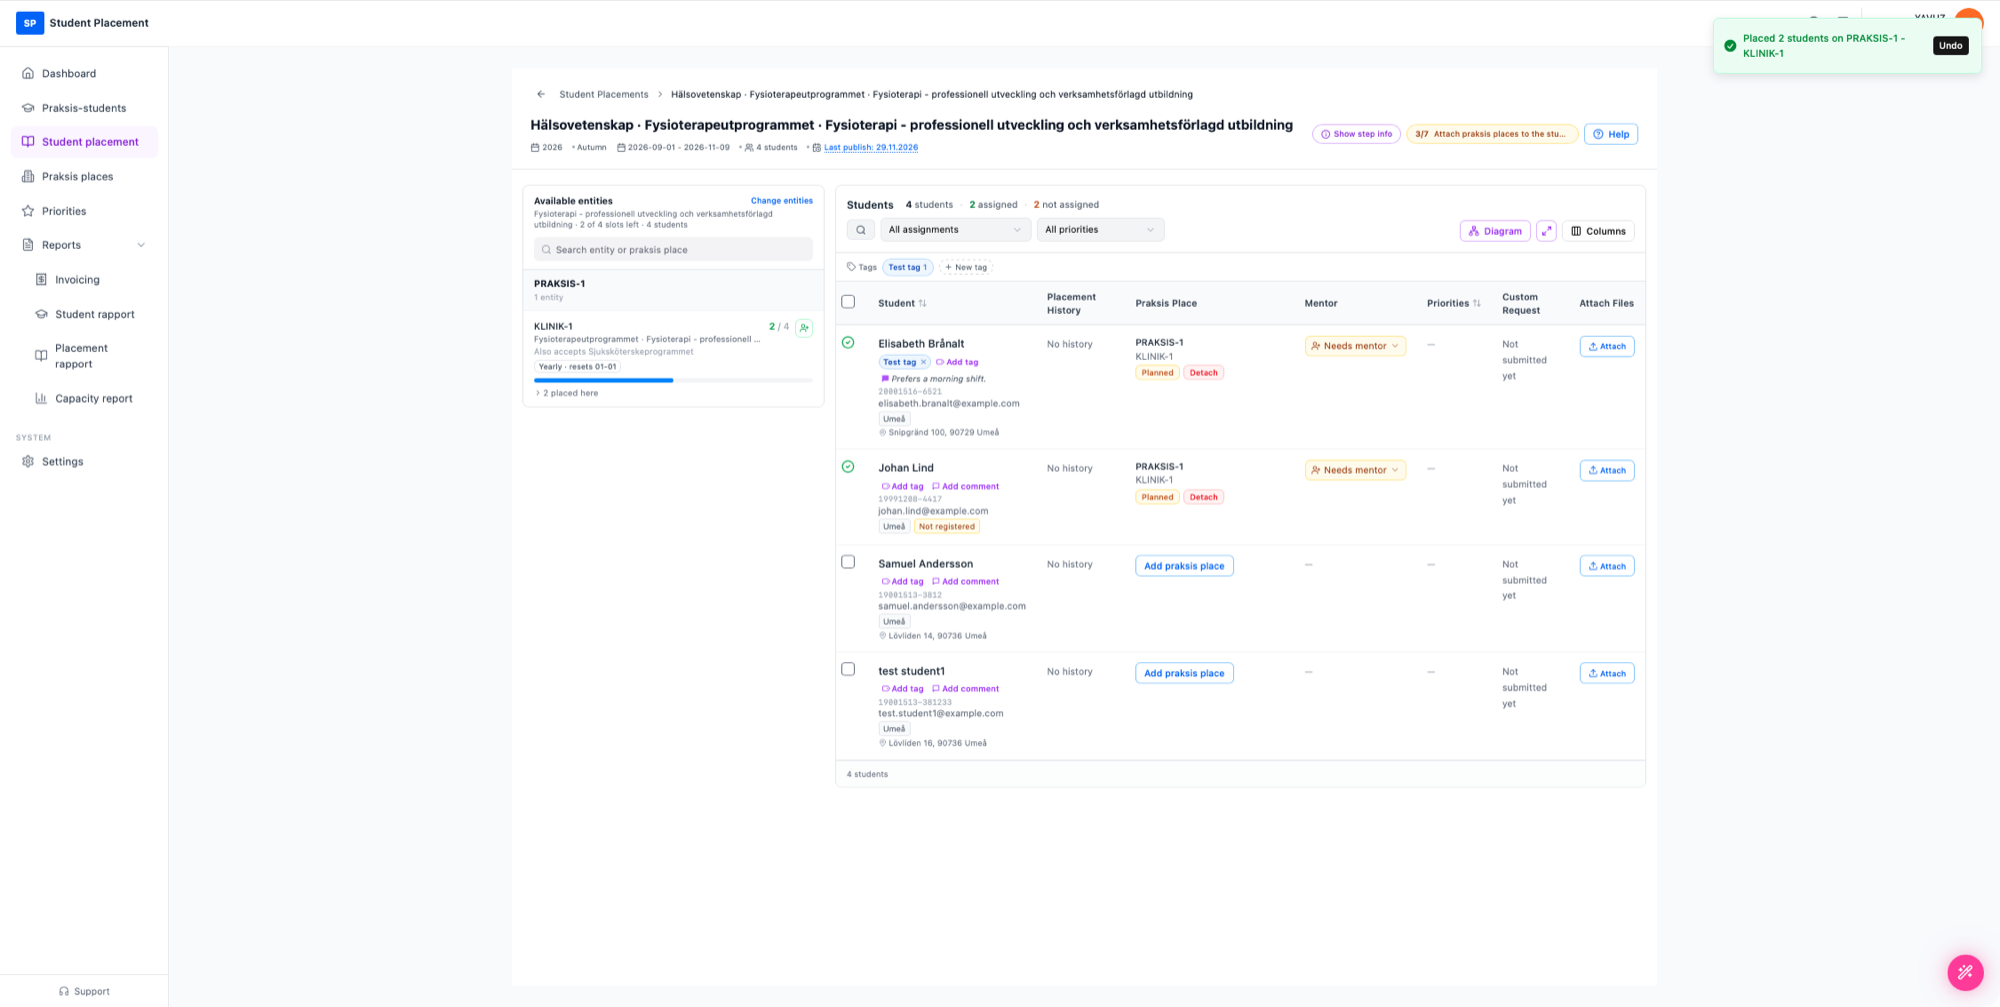 SP Student Placement
Placed 2 students on PRAKSIS-1 -
KLINIK-1
Undo
Dashboard
Praksis-students
Student placement
Praksis places
Priorities
Reports
Invoicing
Student rapport
Placement
rapport
Capacity report
SYSTEM
Settings
Support
Student Placements > Hälsovetenskap · Fysioterapeutprogrammet · Fysioterapi - professionell utveckling och verksamhetsförlagd utbildning
Hälsovetenskap · Fysioterapeutprogrammet · Fysioterapi - professionell utveckling och verksamhetsförlagd utbildning
2026 • Autumn 2026-09-01 - 2026-11-09 • 4 students • Last publish: 29.11.2026
Show step info
3/7 Attach praksis places to the stu...
Help
Available entities Change entities
Fysioterapi - professionell utveckling och verksamhetsförlagd
utbildning · 2 of 4 slots left · 4 students
Search entity or praksis place
PRAKSIS-1
1 entity
KLINIK-1 2 / 4
Fysioterapeutprogrammet · Fysioterapi - professionell ...
Also accepts Sjuksköterskeprogrammet
Yearly · resets 01-01
2 placed here
Students 4 students · 2 assigned · 2 not assigned
All assignments All priorities Diagram Columns
Tags Test tag 1 + New tag
Student Placement History Praksis Place Mentor Priorities Custom Request Attach Files
Elisabeth Brånalt No history PRAKSIS-1 Needs mentor — Not submitted yet Attach
KLINIK-1
Planned Detach
Test tag × Add tag
Prefers a morning shift.
20001516-6521
elisabeth.branalt@example.com
Umeå
Snipgränd 100, 90729 Umeå
Johan Lind No history PRAKSIS-1 Needs mentor — Not submitted yet Attach
KLINIK-1
Planned Detach
Add tag Add comment
19991208-4417
johan.lind@example.com
Umeå Not registered
Samuel Andersson No history Add praksis place — — Not submitted yet Attach
Add tag Add comment
19001513-3812
samuel.andersson@example.com
Umeå
Lövliden 14, 90736 Umeå
test student1 No history Add praksis place — — Not submitted yet Attach
Add tag Add comment
19001513-381233
test.student1@example.com
Umeå
Lövliden 16, 90736 Umeå
4 students